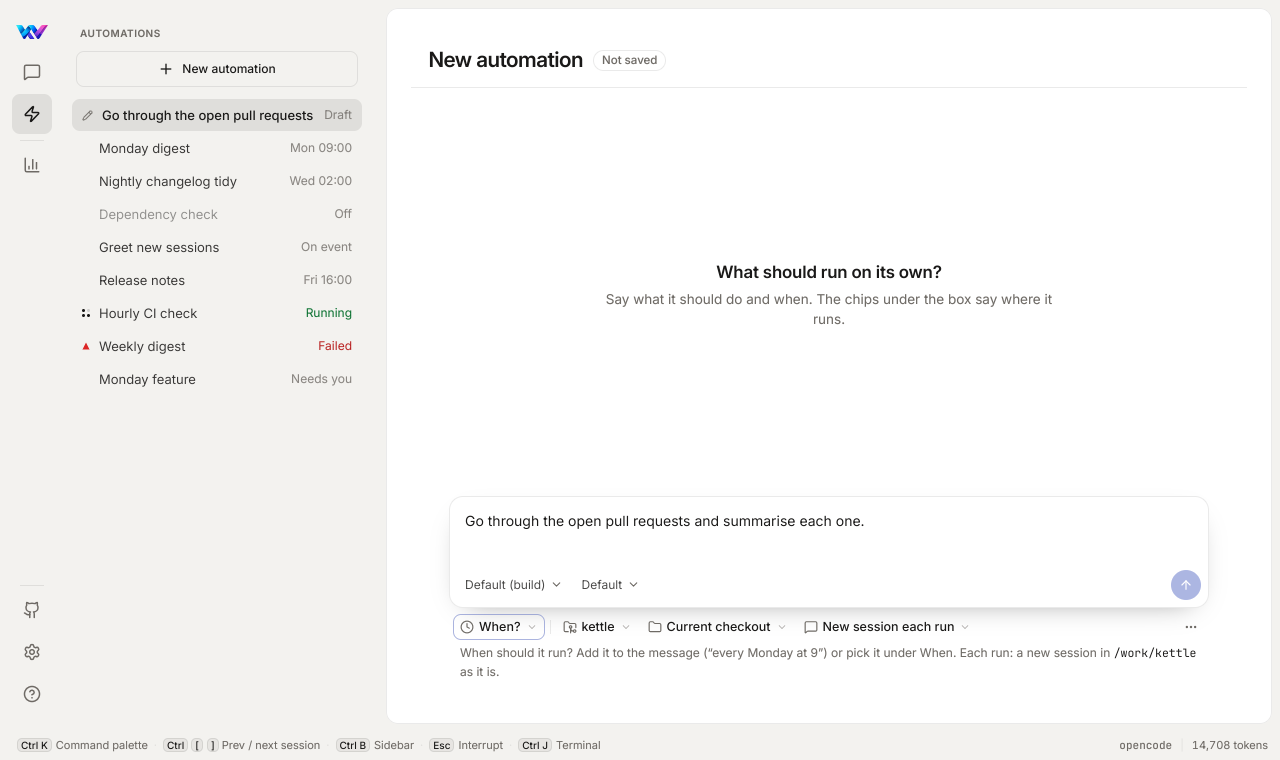 AUTOMATIONS
New automation
Go through the open pull requests Draft
Monday digest Mon 09:00
Nightly changelog tidy Wed 02:00
Dependency check Off
Greet new sessions On event
Release notes Fri 16:00
Hourly CI check Running
Weekly digest Failed
Monday feature Needs you
New automation Not saved
What should run on its own?
Say what it should do and when. The chips under the box say where it
runs.
Go through the open pull requests and summarise each one.
Default (build) Default
When? kettle Current checkout New session each run
When should it run? Add it to the message (“every Monday at 9”) or pick it under When. Each run: a new session in /work/kettle
as it is.
Ctrl K Command palette Ctrl [ ] Prev / next session Ctrl B Sidebar Esc Interrupt Ctrl J Terminal opencode 14,708 tokens